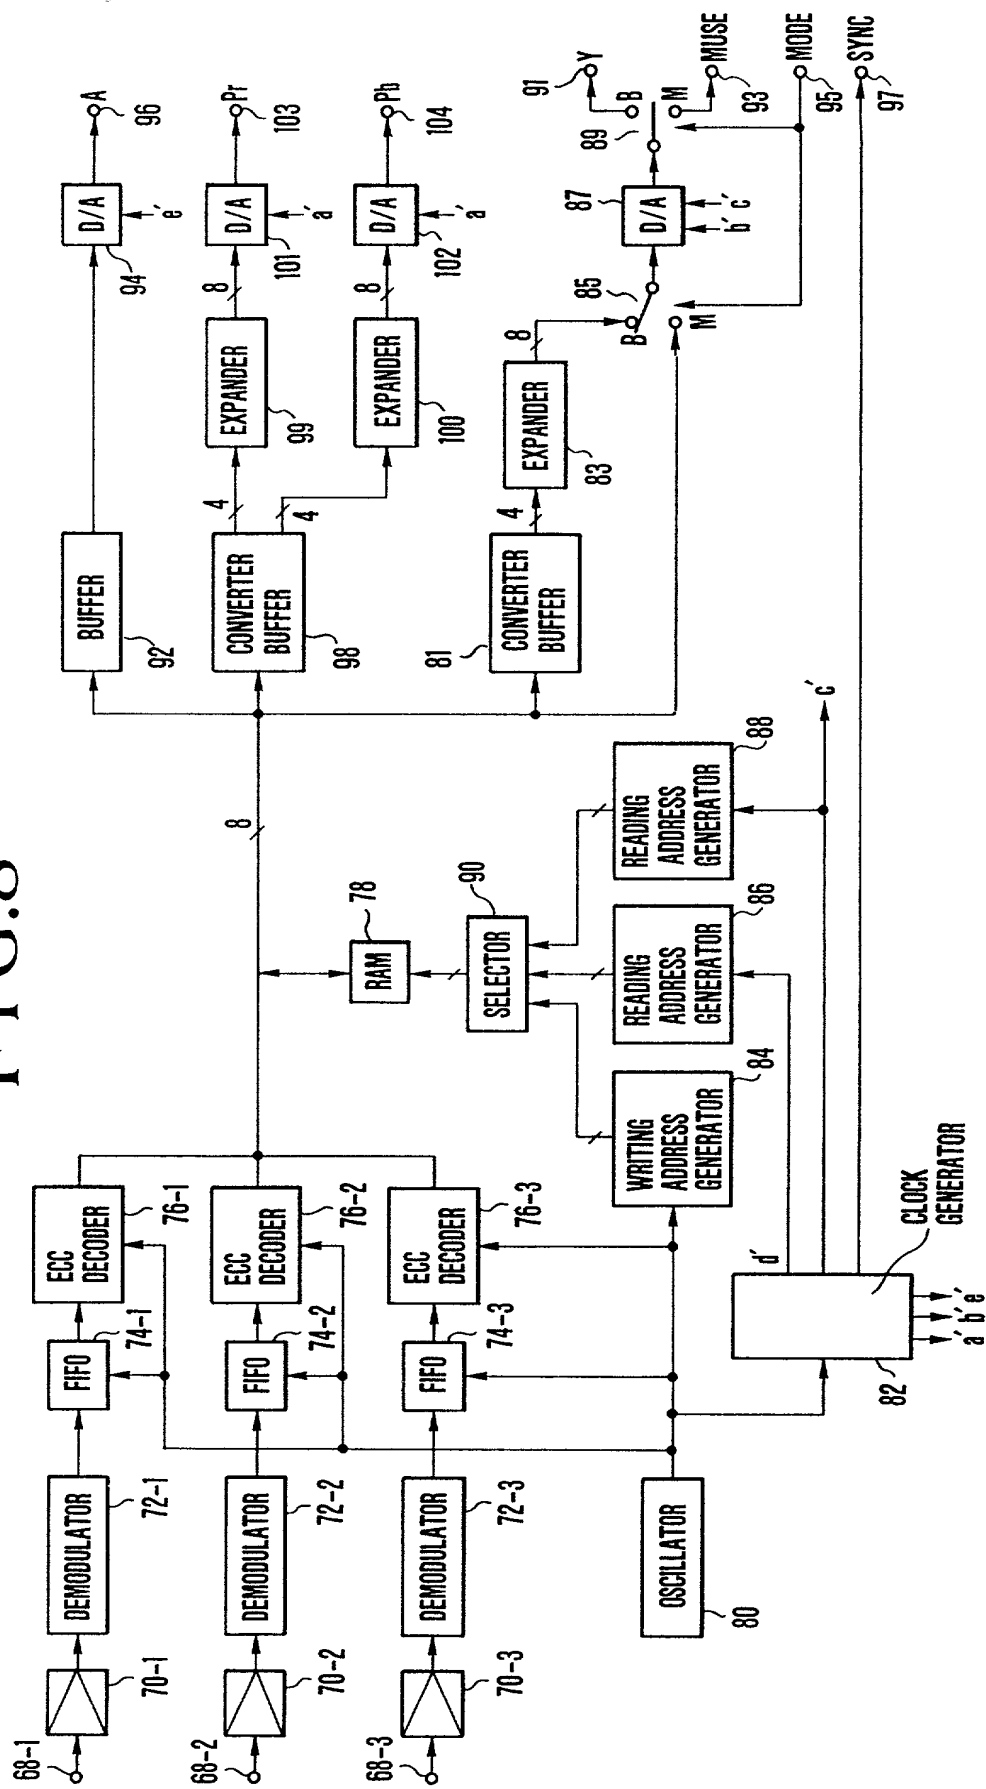 FIG.8
68-1
70-1
DEMODULATOR
72-1
FIFO
74-1
ECC
DECODER
76-1
68-2
70-2
DEMODULATOR
72-2
FIFO
74-2
ECC
DECODER
76-2
68-3
70-3
DEMODULATOR
72-3
FIFO
74-3
ECC
DECODER
76-3
OSCILLATOR
80
82
CLOCK
GENERATOR
a'
b'
e'
d'
c'
WRITING
ADDRESS
GENERATOR
84
READING
ADDRESS
GENERATOR
86
READING
ADDRESS
GENERATOR
88
SELECTOR
90
RAM
78
8
BUFFER
92
D/A
94
e'
A
96
CONVERTER
BUFFER
98
4
4
EXPANDER
99
8
D/A
101
a'
Pr
103
EXPANDER
100
8
D/A
102
a'
Pb
104
CONVERTER
BUFFER
81
4
EXPANDER
83
8
B
85
M
D/A
87
b'
c'
89
B
M
Y
91
MUSE
93
MODE
95
SYNC
97